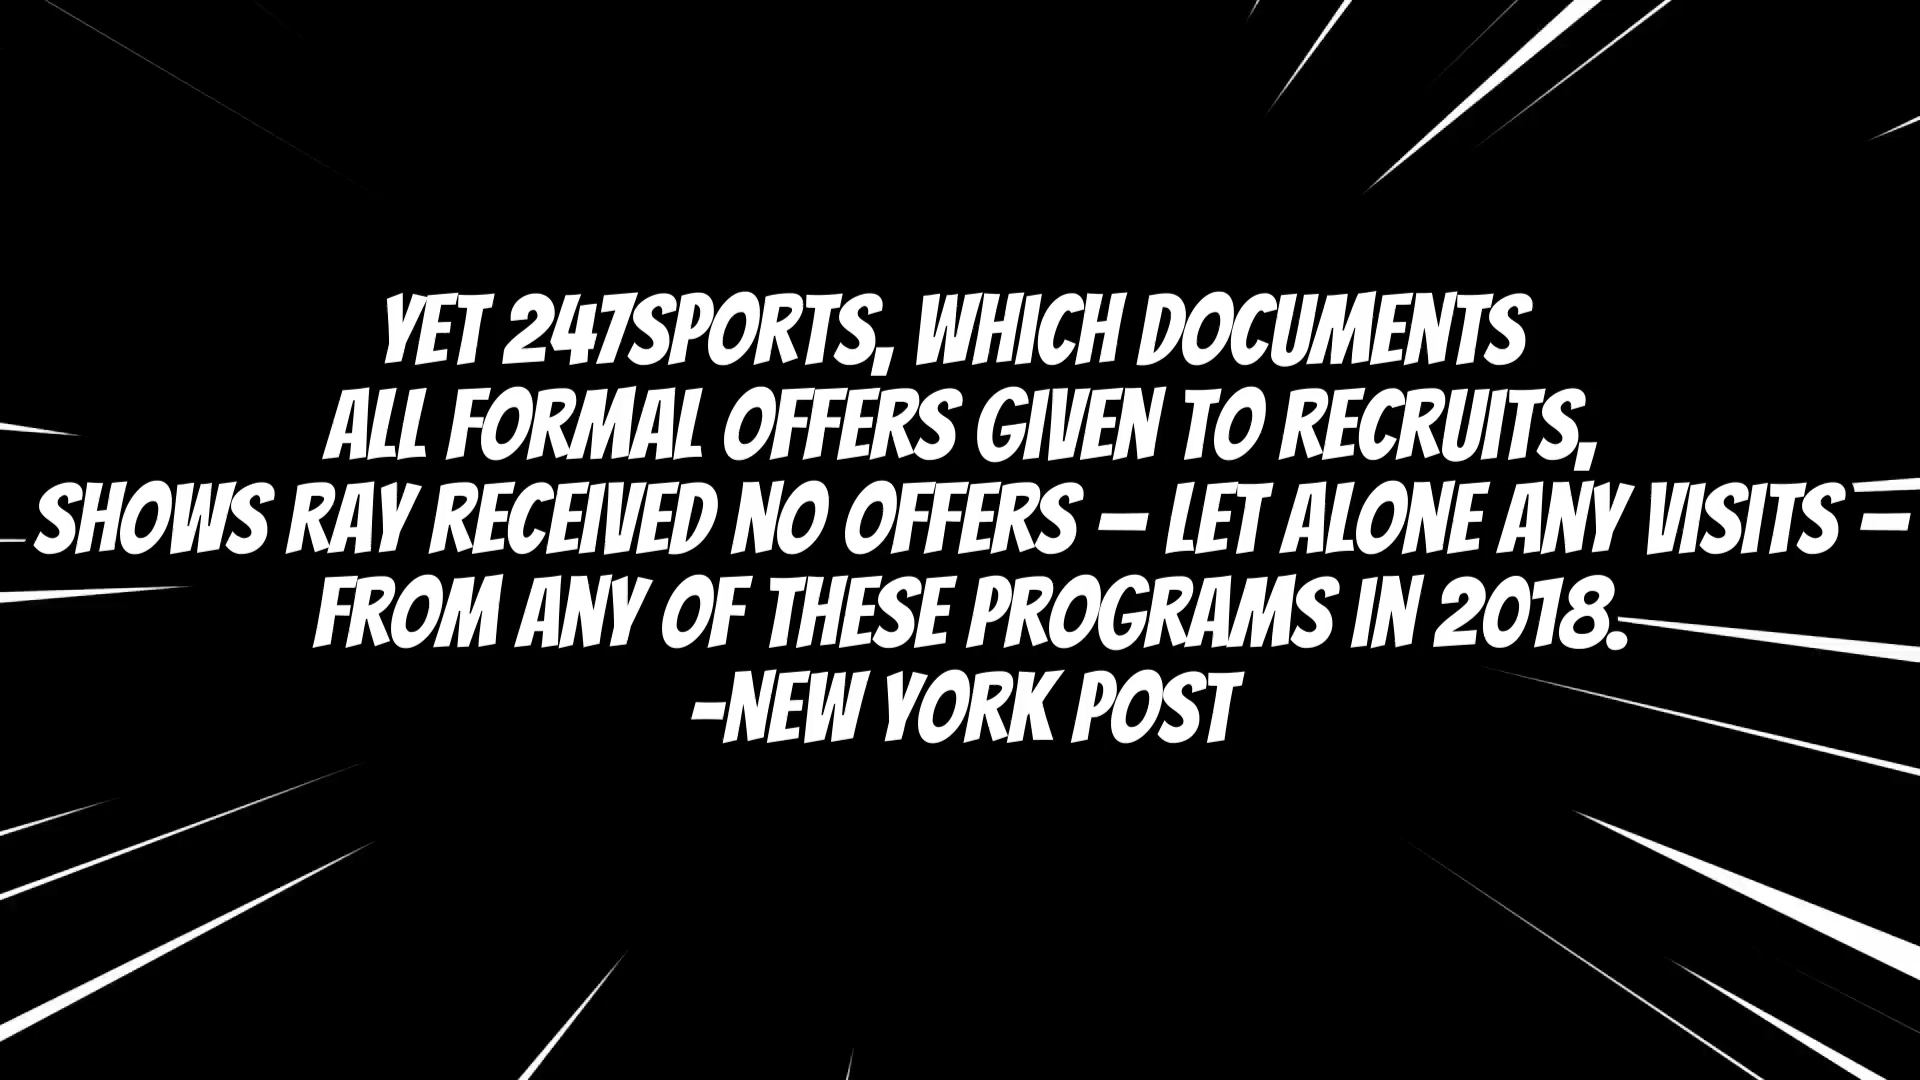 YET 247SPORTS, WHICH DOCUMENTS
ALL FORMAL OFFERS GIVEN TO RECRUITS,
SHOWS RAY RECEIVED NO OFFERS — LET ALONE ANY VISITS —
FROM ANY OF THESE PROGRAMS IN 2018.
-NEW YORK POST